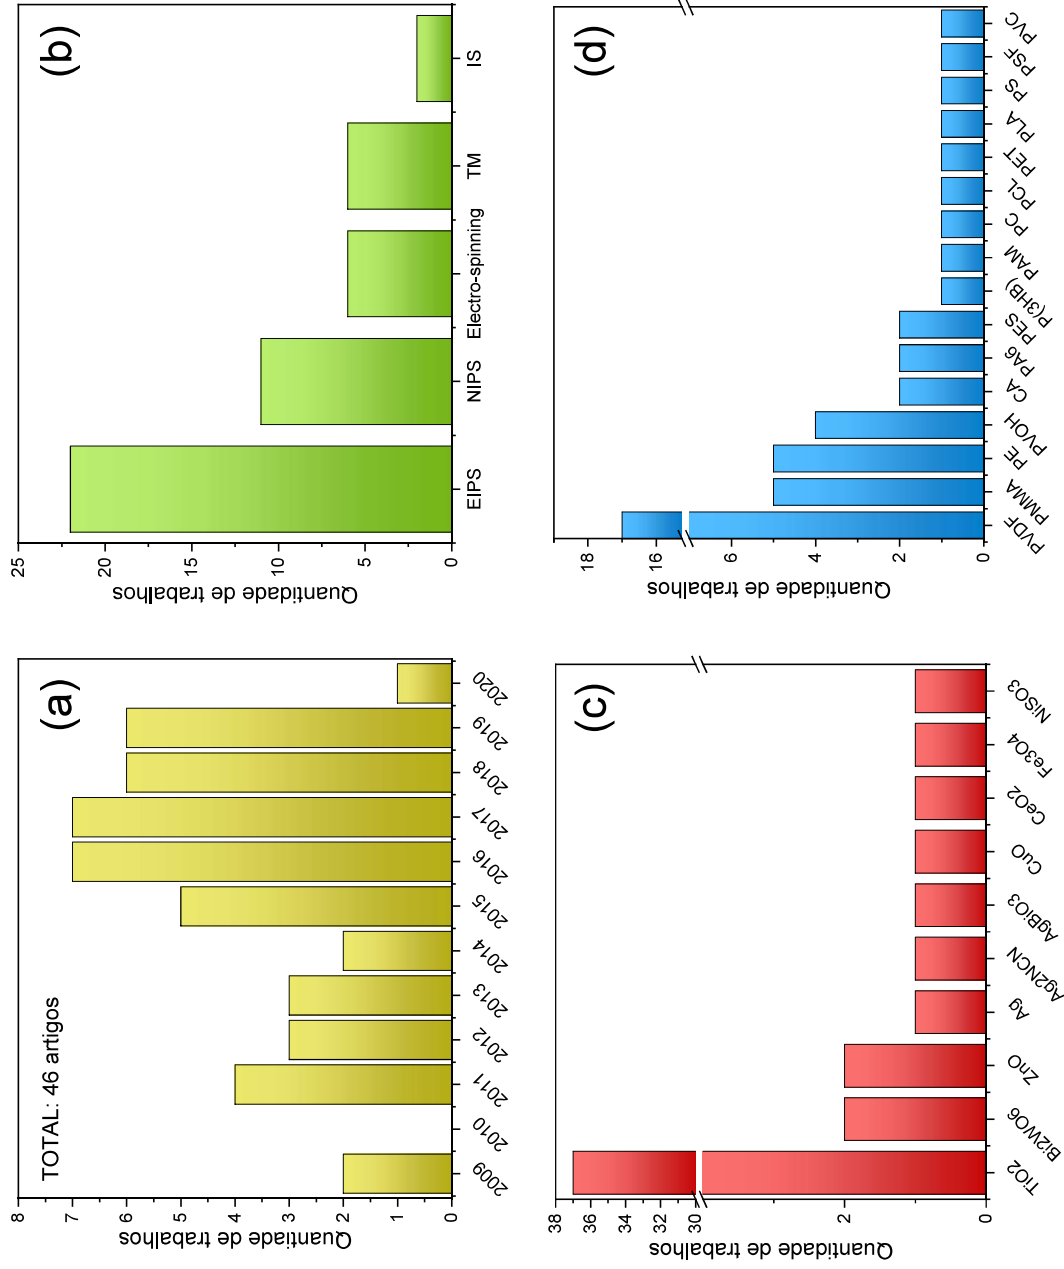 (a)
TOTAL: 46 artigos
Quantidade de trabalhos
8
7
6
5
4
3
2
1
0
2009
2010
2011
2012
2013
2014
2015
2016
2017
2018
2019
2020
(b)
Quantidade de trabalhos
25
20
15
10
5
0
EIPS
NIPS
Electro-spinning
TM
IS
(c)
Quantidade de trabalhos
38
36
34
32
30
2
0
TiO2
Bi2WO6
ZnO
Ag
Ag2NCN
AgBiO3
CuO
CeO2
Fe3O4
NiSO3
(d)
Quantidade de trabalhos
18
16
6
4
2
0
PVDF
PMMA
PE
PVOH
CA
PA6
PES
P(3HB)
PAM
PC
PCL
PET
PLA
PS
PSF
PVC